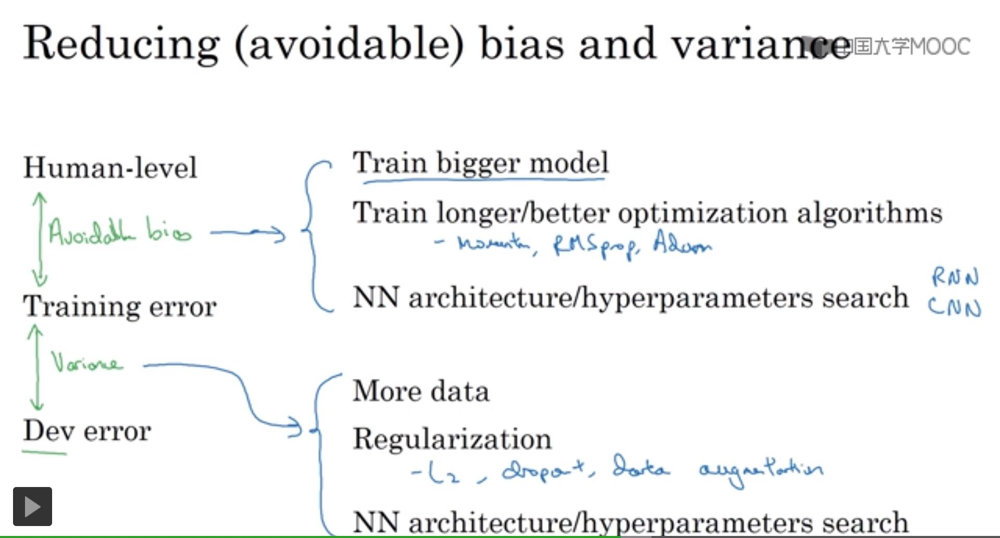 Reducing (avoidable) bias and variance
中国大学MOOC
Human-level
Train bigger model
Train longer/better optimization algorithms
Avoidable bias
- Momentum, RMSprop, Adam
RNN
NN architecture/hyperparameters search
CNN
Training error
Variance
More data
Dev error
Regularization
- L2, dropout, data augmentation
NN architecture/hyperparameters search